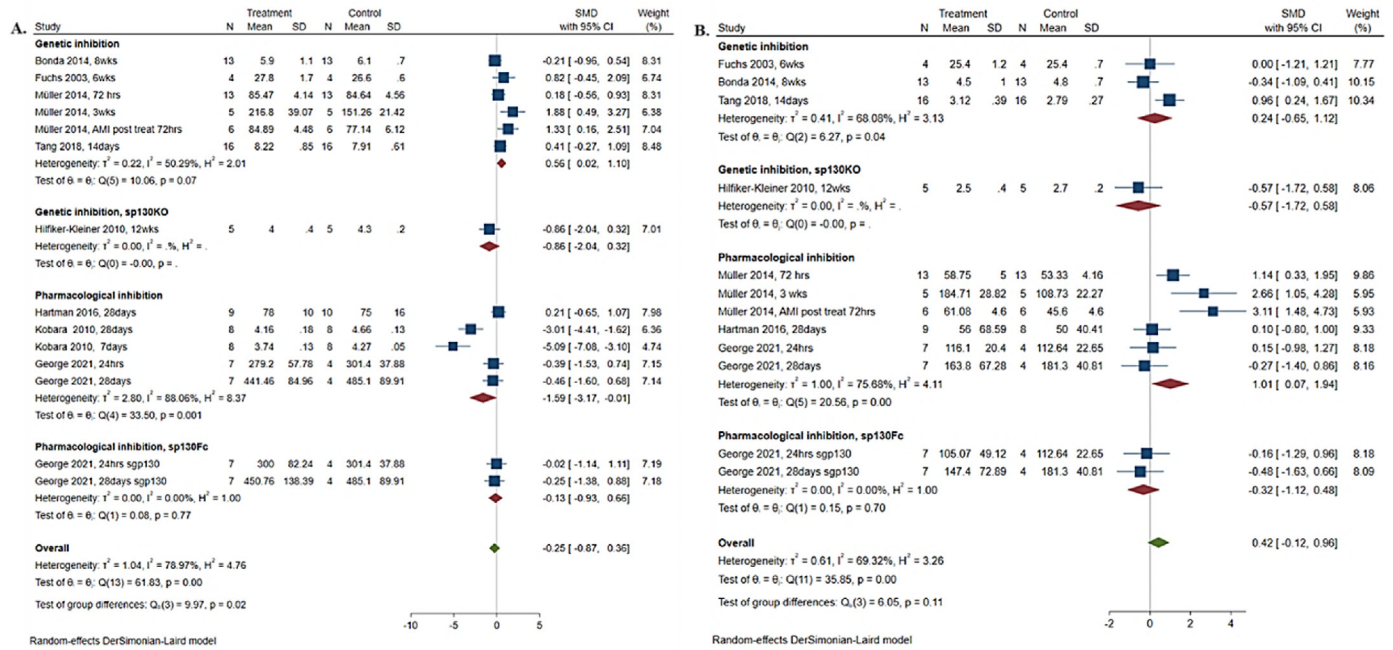 A.
Treatment Control SMD Weight
Study N Mean SD N Mean SD with 95% CI (%)
Genetic inhibition
Bonda 2014, 8wks 13 5.9 1.1 13 6.1 .7 -0.21 [ -0.96, 0.54] 8.31
Fuchs 2003, 6wks 4 27.8 1.7 4 26.6 .6 0.82 [ -0.45, 2.09] 6.74
Müller 2014, 72 hrs 13 85.47 4.14 13 84.64 4.56 0.18 [ -0.56, 0.93] 8.31
Müller 2014, 3wks 5 216.8 39.07 5 151.26 21.42 1.88 [ 0.49, 3.27] 6.38
Müller 2014, AMI post treat 72hrs 6 84.89 4.48 6 77.14 6.12 1.33 [ 0.16, 2.51] 7.04
Tang 2018, 14days 16 8.22 .85 16 7.91 .61 0.41 [ -0.27, 1.09] 8.48
Heterogeneity: τ² = 0.22, I² = 50.29%, H² = 2.01 0.56 [ 0.02, 1.10]
Test of θᵢ = θⱼ: Q(5) = 10.06, p = 0.07
Genetic inhibition, sp130KO
Hilfiker-Kleiner 2010, 12wks 5 4 .4 5 4.3 .2 -0.86 [ -2.04, 0.32] 7.01
Heterogeneity: τ² = 0.00, I² = .%, H² = . -0.86 [ -2.04, 0.32]
Test of θᵢ = θⱼ: Q(0) = -0.00, p = .
Pharmacological inhibition
Hartman 2016, 28days 9 78 10 10 75 16 0.21 [ -0.65, 1.07] 7.98
Kobara 2010, 28days 8 4.16 .18 8 4.66 .13 -3.01 [ -4.41, -1.62] 6.36
Kobara 2010, 7days 8 3.74 .13 8 4.27 .05 -5.09 [ -7.08, -3.10] 4.74
George 2021, 24hrs 7 279.2 57.78 4 301.4 37.88 -0.39 [ -1.53, 0.74] 7.15
George 2021, 28days 7 441.46 84.96 4 485.1 89.91 -0.46 [ -1.60, 0.68] 7.14
Heterogeneity: τ² = 2.80, I² = 88.06%, H² = 8.37 -1.59 [ -3.17, -0.01]
Test of θᵢ = θⱼ: Q(4) = 33.50, p = 0.001
Pharmacological inhibition, sp130Fc
George 2021, 24hrs sgp130 7 300 82.24 4 301.4 37.88 -0.02 [ -1.14, 1.11] 7.19
George 2021, 28days sgp130 7 450.76 138.39 4 485.1 89.91 -0.25 [ -1.38, 0.88] 7.18
Heterogeneity: τ² = 0.00, I² = 0.00%, H² = 1.00 -0.13 [ -0.93, 0.66]
Test of θᵢ = θⱼ: Q(1) = 0.08, p = 0.77
Overall -0.25 [ -0.87, 0.36]
Heterogeneity: τ² = 1.04, I² = 78.97%, H² = 4.76
Test of θᵢ = θⱼ: Q(13) = 61.83, p = 0.00
Test of group differences: Qb(3) = 9.97, p = 0.02
-10 -5 0 5
Random-effects DerSimonian-Laird model
B.
Treatment Control SMD Weight
Study N Mean SD N Mean SD with 95% CI (%)
Genetic inhibition
Fuchs 2003, 6wks 4 25.4 1.2 4 25.4 .7 0.00 [ -1.21, 1.21] 7.77
Bonda 2014, 8wks 13 4.5 1 13 4.8 .7 -0.34 [ -1.09, 0.41] 10.15
Tang 2018, 14days 16 3.12 .39 16 2.79 .27 0.96 [ 0.24, 1.67] 10.34
Heterogeneity: τ² = 0.41, I² = 68.08%, H² = 3.13 0.24 [ -0.65, 1.12]
Test of θᵢ = θⱼ: Q(2) = 6.27, p = 0.04
Genetic inhibition, sp130KO
Hilfiker-Kleiner 2010, 12wks 5 2.5 .4 5 2.7 .2 -0.57 [ -1.72, 0.58] 8.06
Heterogeneity: τ² = 0.00, I² = .%, H² = . -0.57 [ -1.72, 0.58]
Test of θᵢ = θⱼ: Q(0) = -0.00, p = .
Pharmacological inhibition
Müller 2014, 72 hrs 13 58.75 5 13 53.33 4.16 1.14 [ 0.33, 1.95] 9.86
Müller 2014, 3 wks 5 184.71 28.82 5 108.73 22.27 2.66 [ 1.05, 4.28] 5.95
Müller 2014, AMI post treat 72hrs 6 61.08 4.6 6 45.6 4.6 3.11 [ 1.48, 4.73] 5.93
Hartman 2016, 28days 9 56 68.59 8 50 40.41 0.10 [ -0.80, 1.00] 9.33
George 2021, 24hrs 7 116.1 20.4 4 112.64 22.65 0.15 [ -0.98, 1.27] 8.18
George 2021, 28days 7 163.8 67.28 4 181.3 40.81 -0.27 [ -1.40, 0.86] 8.16
Heterogeneity: τ² = 1.00, I² = 75.68%, H² = 4.11 1.01 [ 0.07, 1.94]
Test of θᵢ = θⱼ: Q(5) = 20.56, p = 0.00
Pharmacological inhibition, sp130Fc
George 2021, 24hrs sgp130 7 105.07 49.12 4 112.64 22.65 -0.16 [ -1.29, 0.96] 8.18
George 2021, 28days sgp130 7 147.4 72.89 4 181.3 40.81 -0.48 [ -1.63, 0.66] 8.09
Heterogeneity: τ² = 0.00, I² = 0.00%, H² = 1.00 -0.32 [ -1.12, 0.48]
Test of θᵢ = θⱼ: Q(1) = 0.15, p = 0.70
Overall 0.42 [ -0.12, 0.96]
Heterogeneity: τ² = 0.61, I² = 69.32%, H² = 3.26
Test of θᵢ = θⱼ: Q(11) = 35.85, p = 0.00
Test of group differences: Qb(3) = 6.05, p = 0.11
-2 0 2 4
Random-effects DerSimonian-Laird model